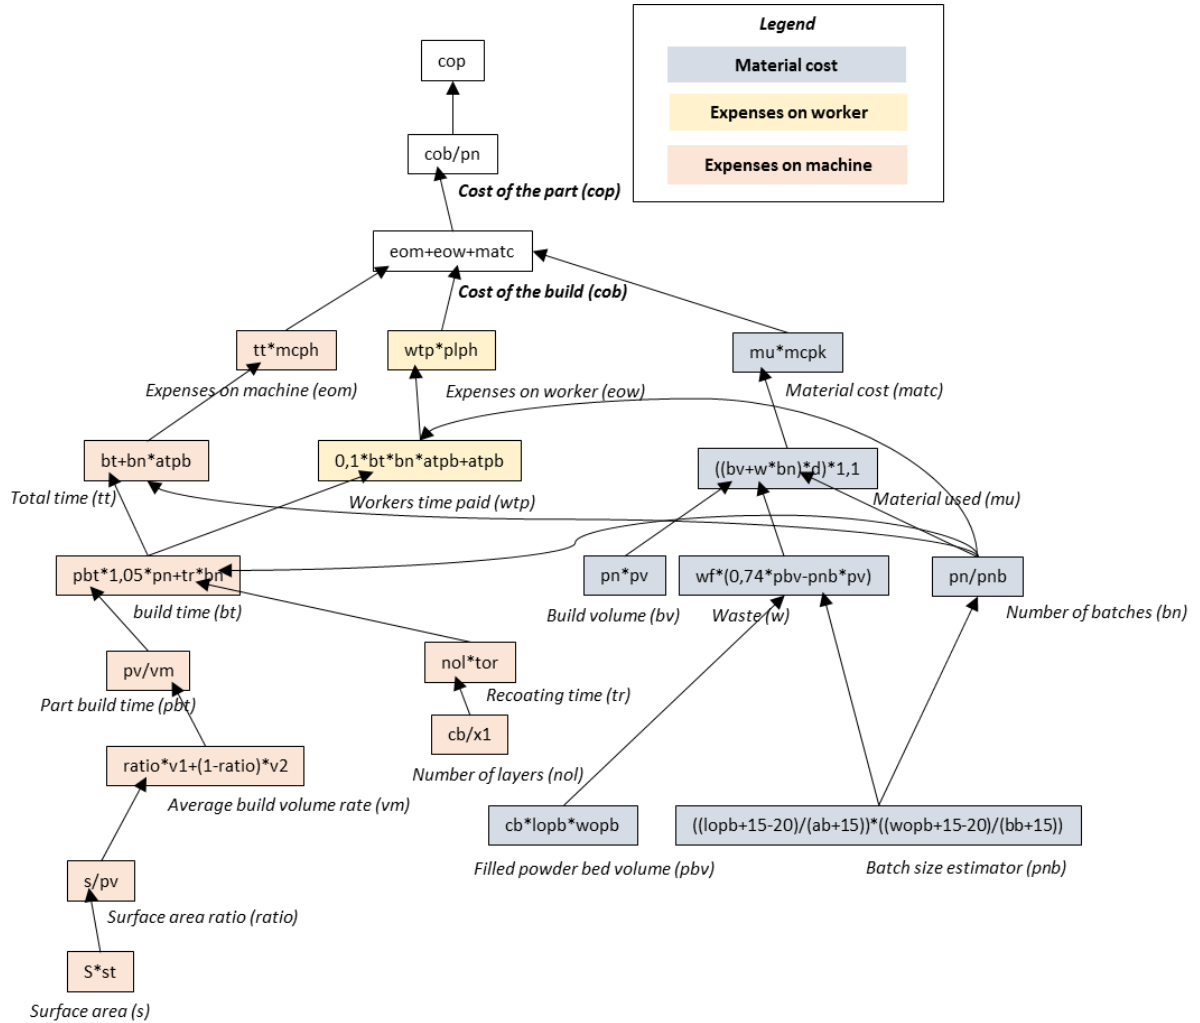 Legend
Material cost
Expenses on worker
Expenses on machine
cop
cob/pn
Cost of the part (cop)
eom+eow+matc
Cost of the build (cob)
tt*mcph
wtp*plph
mu*mcpk
Expenses on machine (eom)
Expenses on worker (eow)
Material cost (matc)
bt+bn*atpb
0,1*bt*bn*atpb+atpb
((bv+w*bn)*d)*1,1
Total time (tt)
Workers time paid (wtp)
Material used (mu)
pbt*1,05*pn+tr*bn
pn*pv
wf*(0,74*pbv-pnb*pv)
pn/pnb
build time (bt)
Build volume (bv)
Waste (w)
Number of batches (bn)
pv/vm
nol*tor
Part build time (pbt)
Recoating time (tr)
cb/x1
ratio*v1+(1-ratio)*v2
Number of layers (nol)
Average build volume rate (vm)
cb*lopb*wopb
((lopb+15-20)/(ab+15))*((wopb+15-20)/(bb+15))
Filled powder bed volume (pbv)
Batch size estimator (pnb)
s/pv
Surface area ratio (ratio)
S*st
Surface area (s)